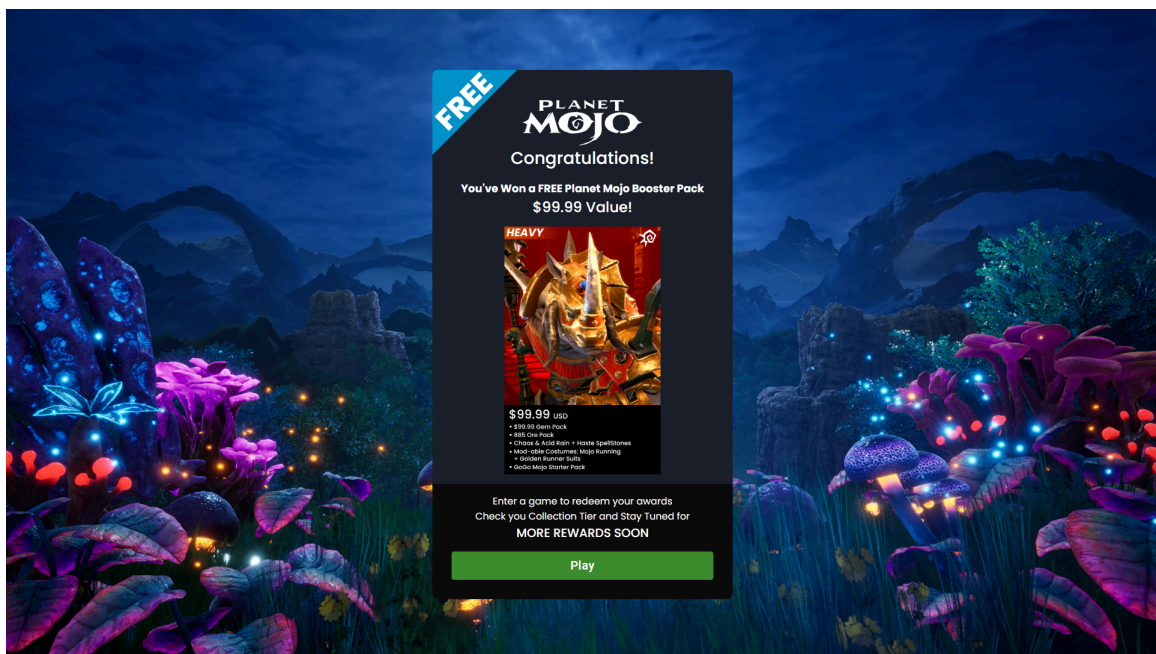 FREE
PLANET
MOJO
Congratulations!
You've Won a FREE Planet Mojo Booster Pack
$99.99 Value!
HEAVY
$99.99 USD
• $99.99 Gem Pack
• 885 Ore Pack
• Chaos & Acid Rain + Haste SpellStones
• Mod-able Costumes: Mojo Running
+ Golden Runner Suits
• GoGo Mojo Starter Pack
Enter a game to redeem your awards
Check you Collection Tier and Stay Tuned for
MORE REWARDS SOON
Play